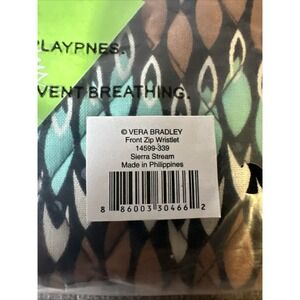 PLAYPNES.
VENT BREATHING.
© VERA BRADLEY
Front Zip Wristlet
14599-339
Sierra Stream
Made in Philippines
8 86003 30466 2